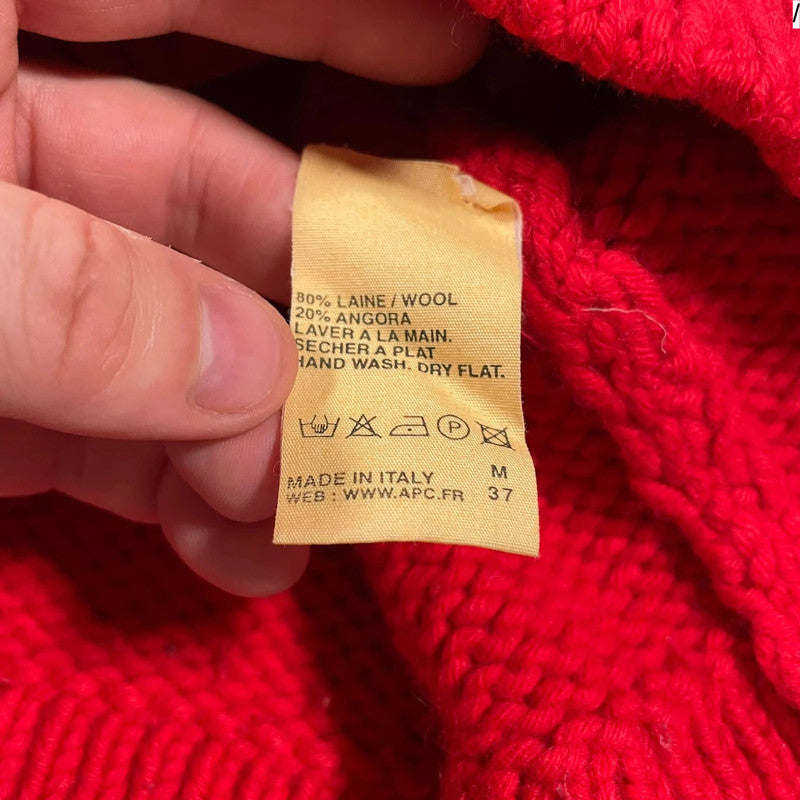 80% LAINE / WOOL
20% ANGORA
LAVER A LA MAIN.
SECHER A PLAT
HAND WASH. DRY FLAT.
P
MADE IN ITALY M
WEB : WWW.APC.FR 37